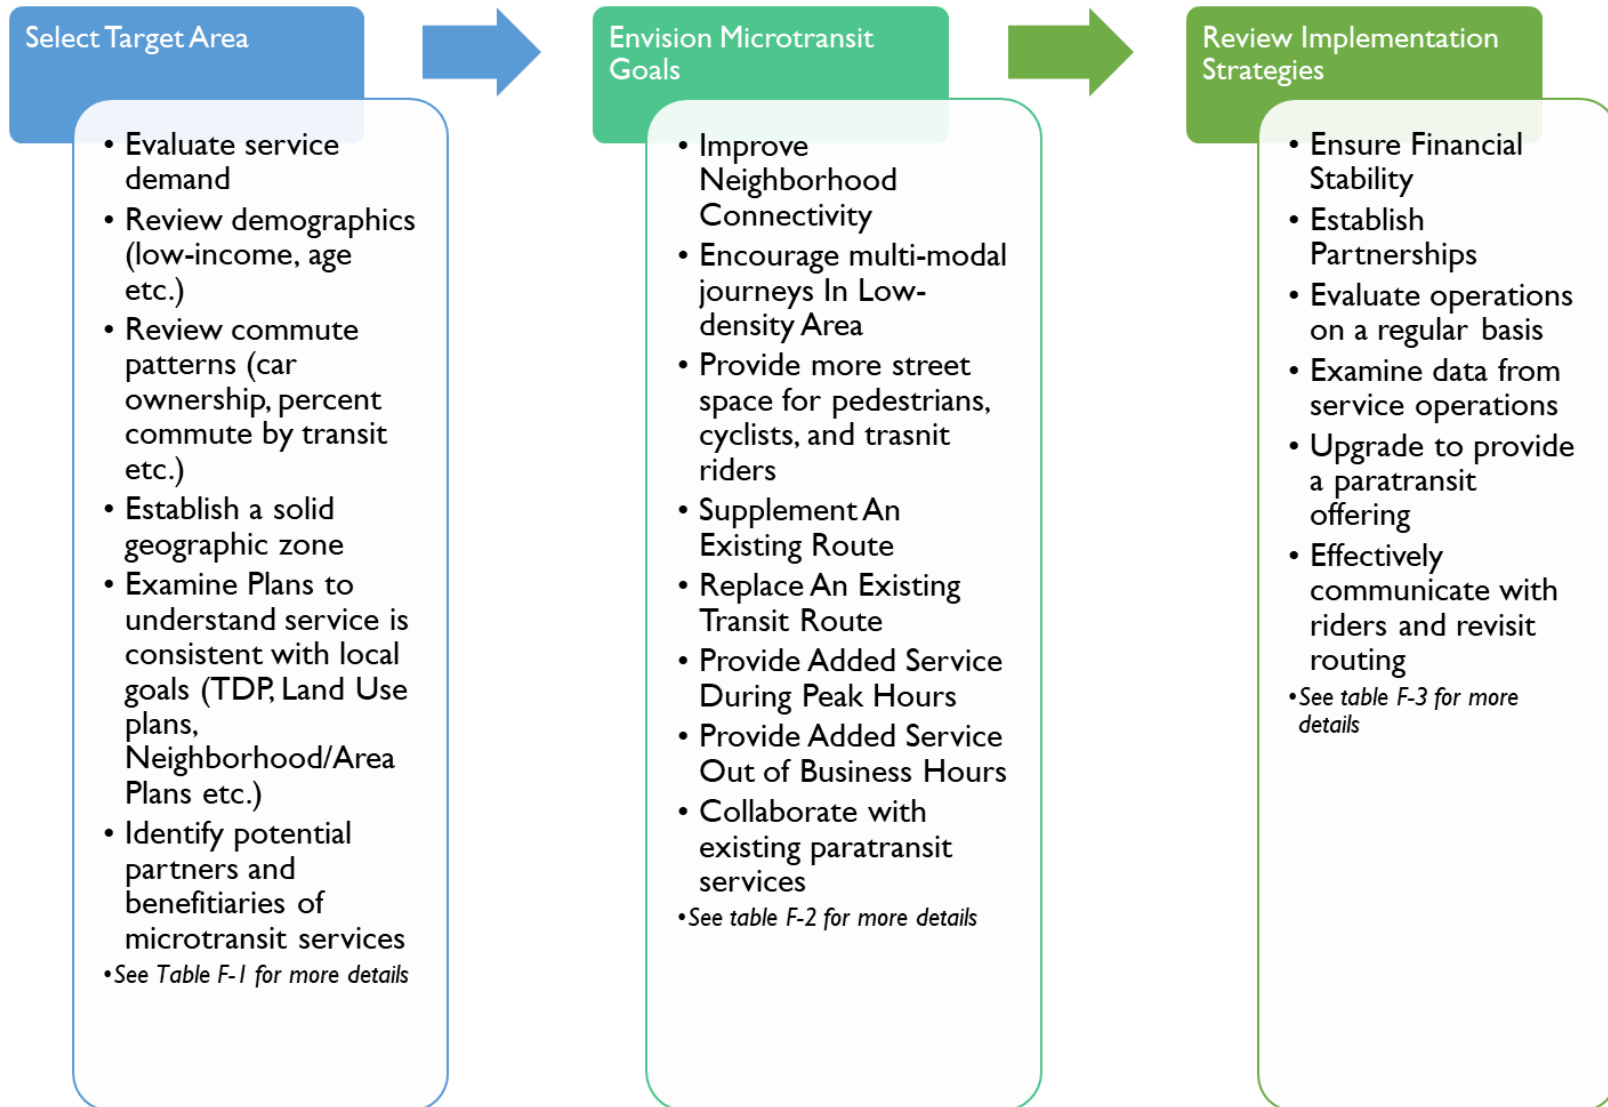 Select Target Area
• Evaluate service
demand
• Review demographics
(low-income, age
etc.)
• Review commute
patterns (car
ownership, percent
commute by transit
etc.)
• Establish a solid
geographic zone
• Examine Plans to
understand service is
consistent with local
goals (TDP, Land Use
plans,
Neighborhood/Area
Plans etc.)
• Identify potential
partners and
benefitiaries of
microtransit services
•See Table F-1 for more details
Envision Microtransit
Goals
• Improve
Neighborhood
Connectivity
• Encourage multi-modal
journeys In Low-
density Area
• Provide more street
space for pedestrians,
cyclists, and trasnit
riders
• Supplement An
Existing Route
• Replace An Existing
Transit Route
• Provide Added Service
During Peak Hours
• Provide Added Service
Out of Business Hours
• Collaborate with
existing paratransit
services
•See table F-2 for more details
Review Implementation
Strategies
• Ensure Financial
Stability
• Establish
Partnerships
• Evaluate operations
on a regular basis
• Examine data from
service operations
• Upgrade to provide
a paratransit
offering
• Effectively
communicate with
riders and revisit
routing
•See table F-3 for more
details